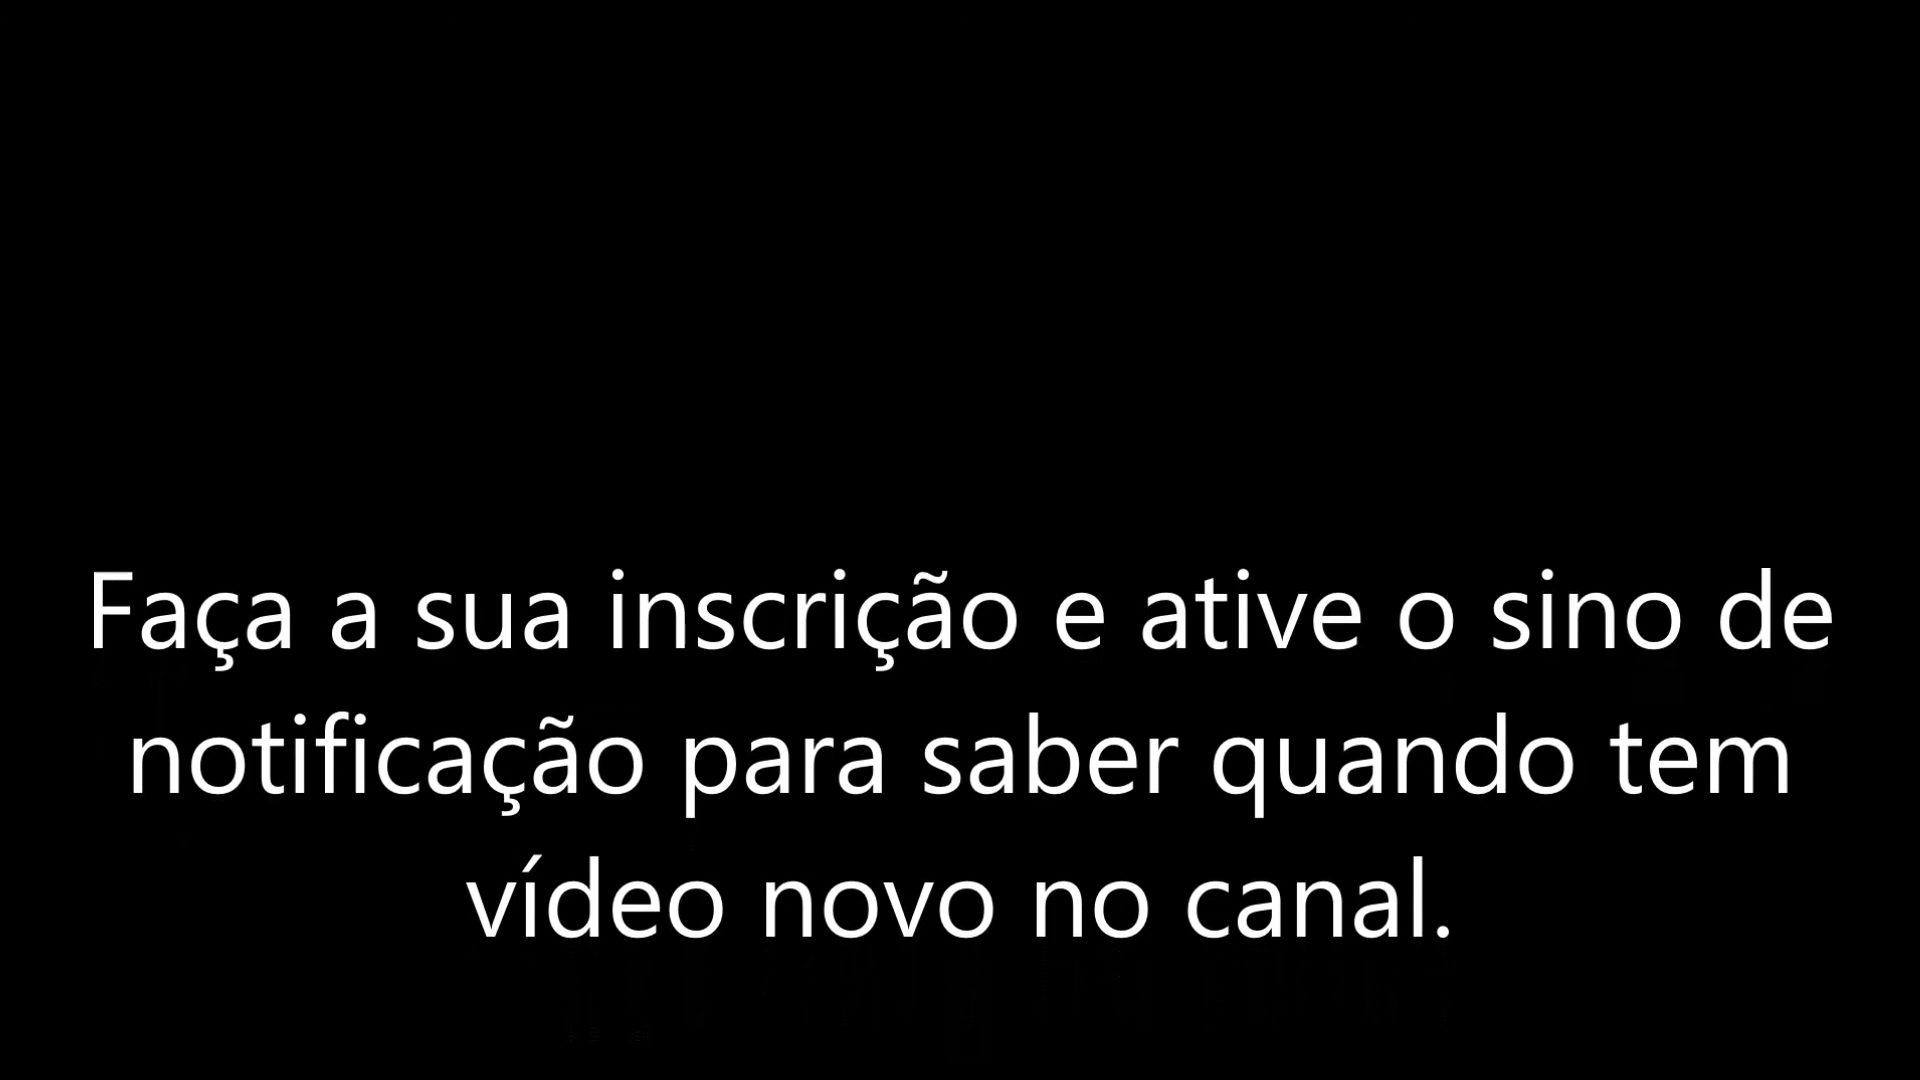 Faça a sua inscrição e ative o sino de
notificação para saber quando tem
vídeo novo no canal.